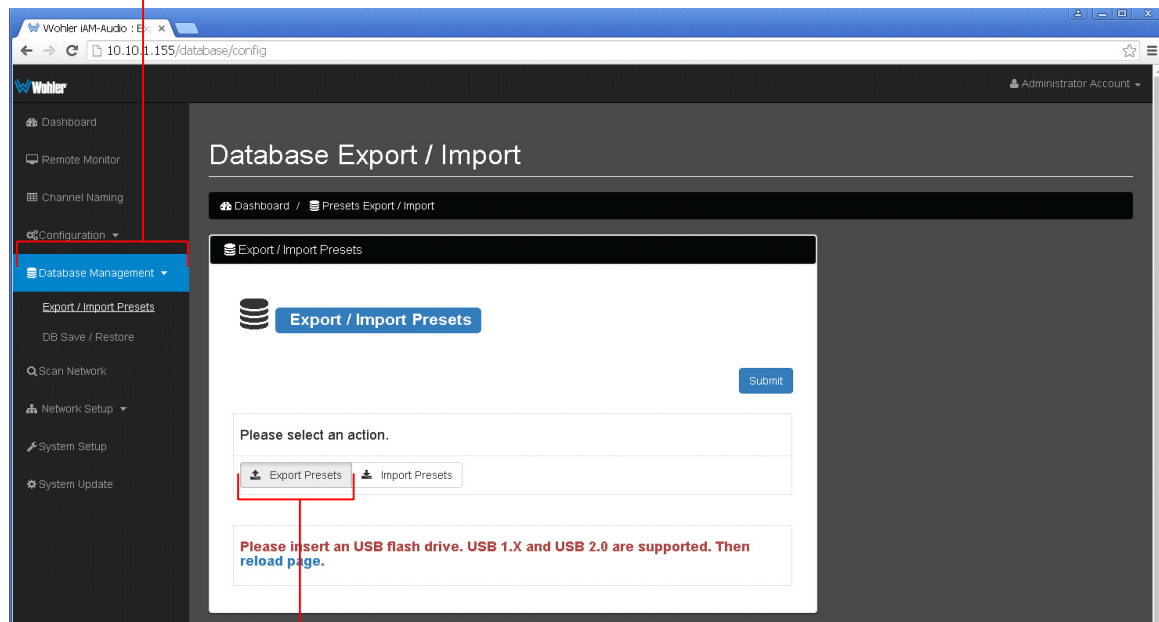 Wohler iAM-Audio : Ex
10.10.1.155/database/config
Wohler
Administrator Account
Dashboard
Remote Monitor
Channel Naming
Configuration
Database Management
Export / Import Presets
DB Save / Restore
Scan Network
Network Setup
System Setup
System Update
Database Export / Import
Dashboard / Presets Export / Import
Export / Import Presets
Export / Import Presets
Submit
Please select an action.
Export Presets Import Presets
Please insert an USB flash drive. USB 1.X and USB 2.0 are supported. Then
reload page.